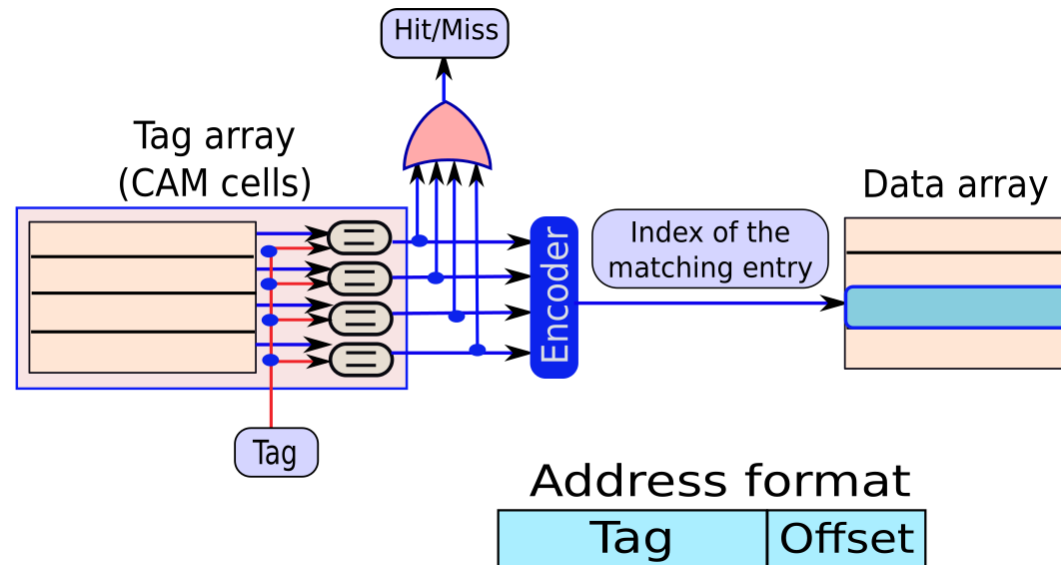 Hit/Miss
Tag array
(CAM cells)
Data array
Index of the
matching entry
Encoder
Tag
Address format
Tag Offset